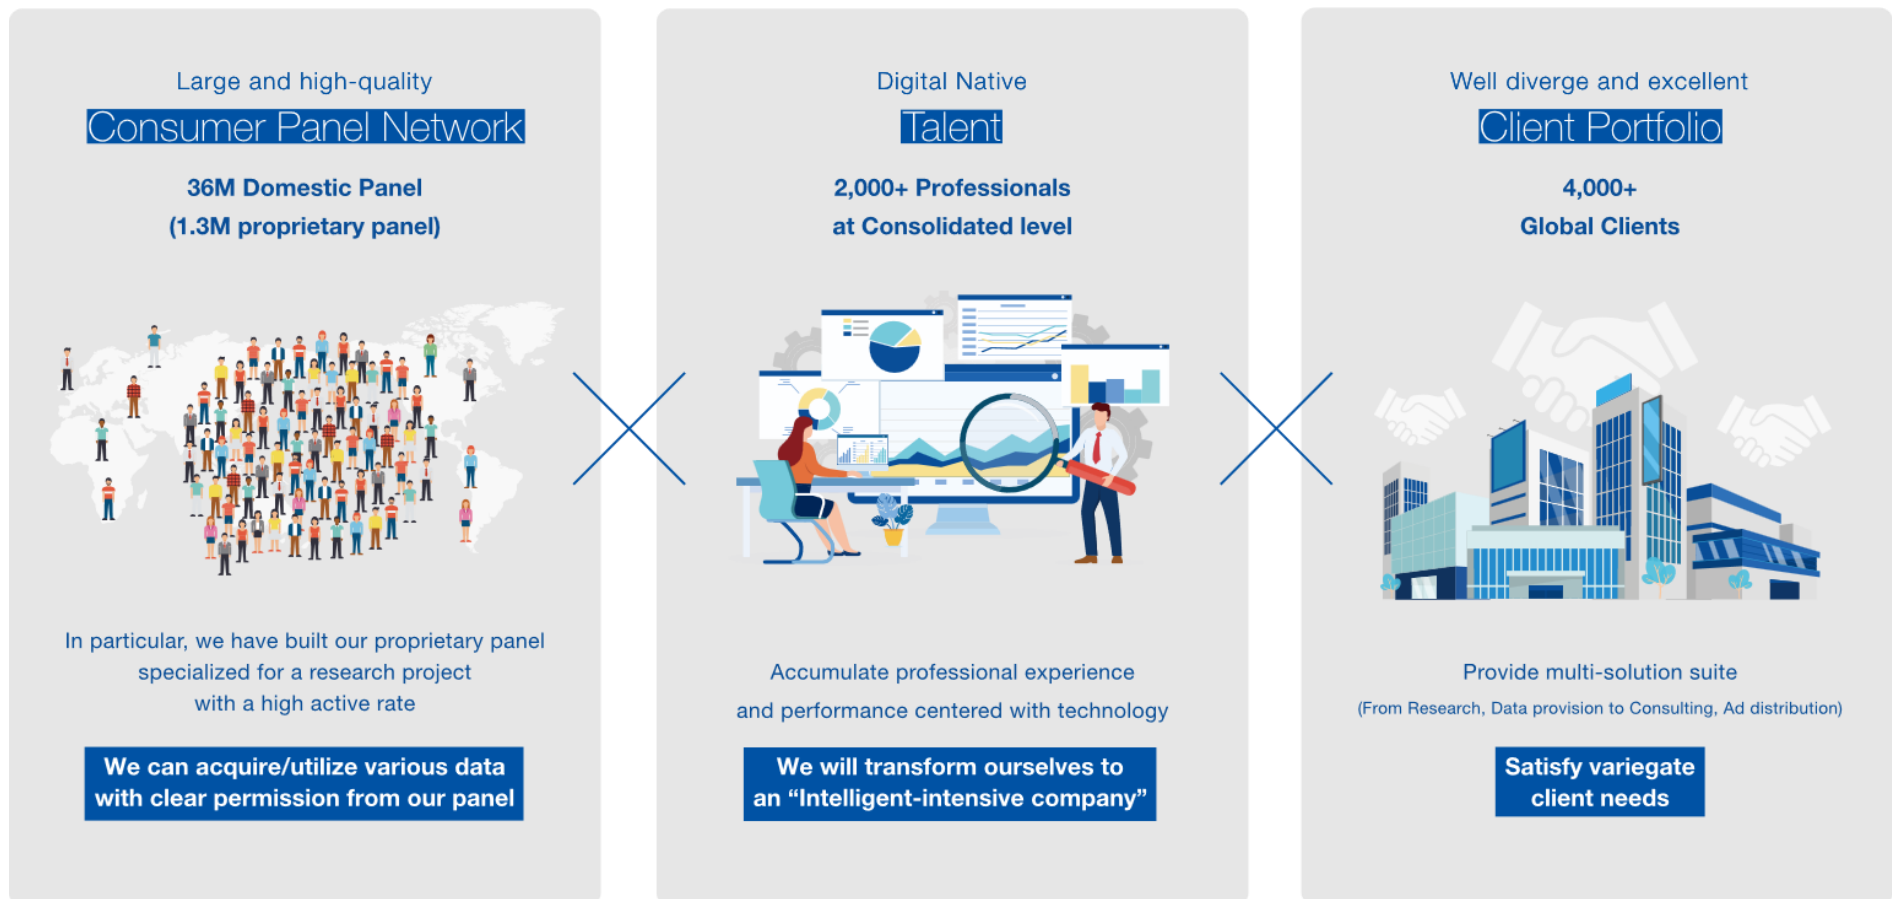 Large and high-quality
Consumer Panel Network
36M Domestic Panel
(1.3M proprietary panel)
In particular, we have built our proprietary panel
specialized for a research project
with a high active rate
We can acquire/utilize various data
with clear permission from our panel
Digital Native
Talent
2,000+ Professionals
at Consolidated level
Accumulate professional experience
and performance centered with technology
We will transform ourselves to
an “Intelligent-intensive company”
Well diverge and excellent
Client Portfolio
4,000+
Global Clients
Provide multi-solution suite
(From Research, Data provision to Consulting, Ad distribution)
Satisfy variegate
client needs